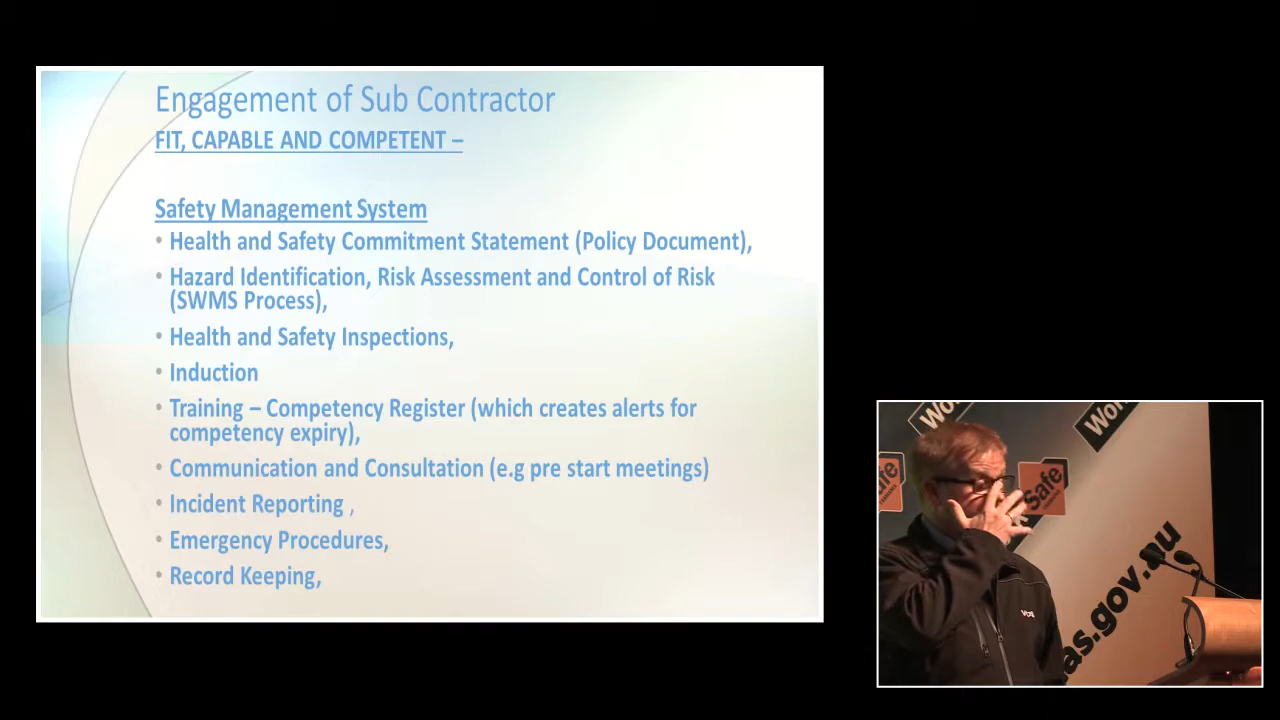 Engagement of Sub Contractor
FIT, CAPABLE AND COMPETENT –
Safety Management System
• Health and Safety Commitment Statement (Policy Document),
• Hazard Identification, Risk Assessment and Control of Risk
(SWMS Process),
• Health and Safety Inspections,
• Induction
• Training – Competency Register (which creates alerts for
competency expiry),
• Communication and Consultation (e.g pre start meetings)
• Incident Reporting ,
• Emergency Procedures,
• Record Keeping,
Wo
Wor
afe
Safe
as.gov.au